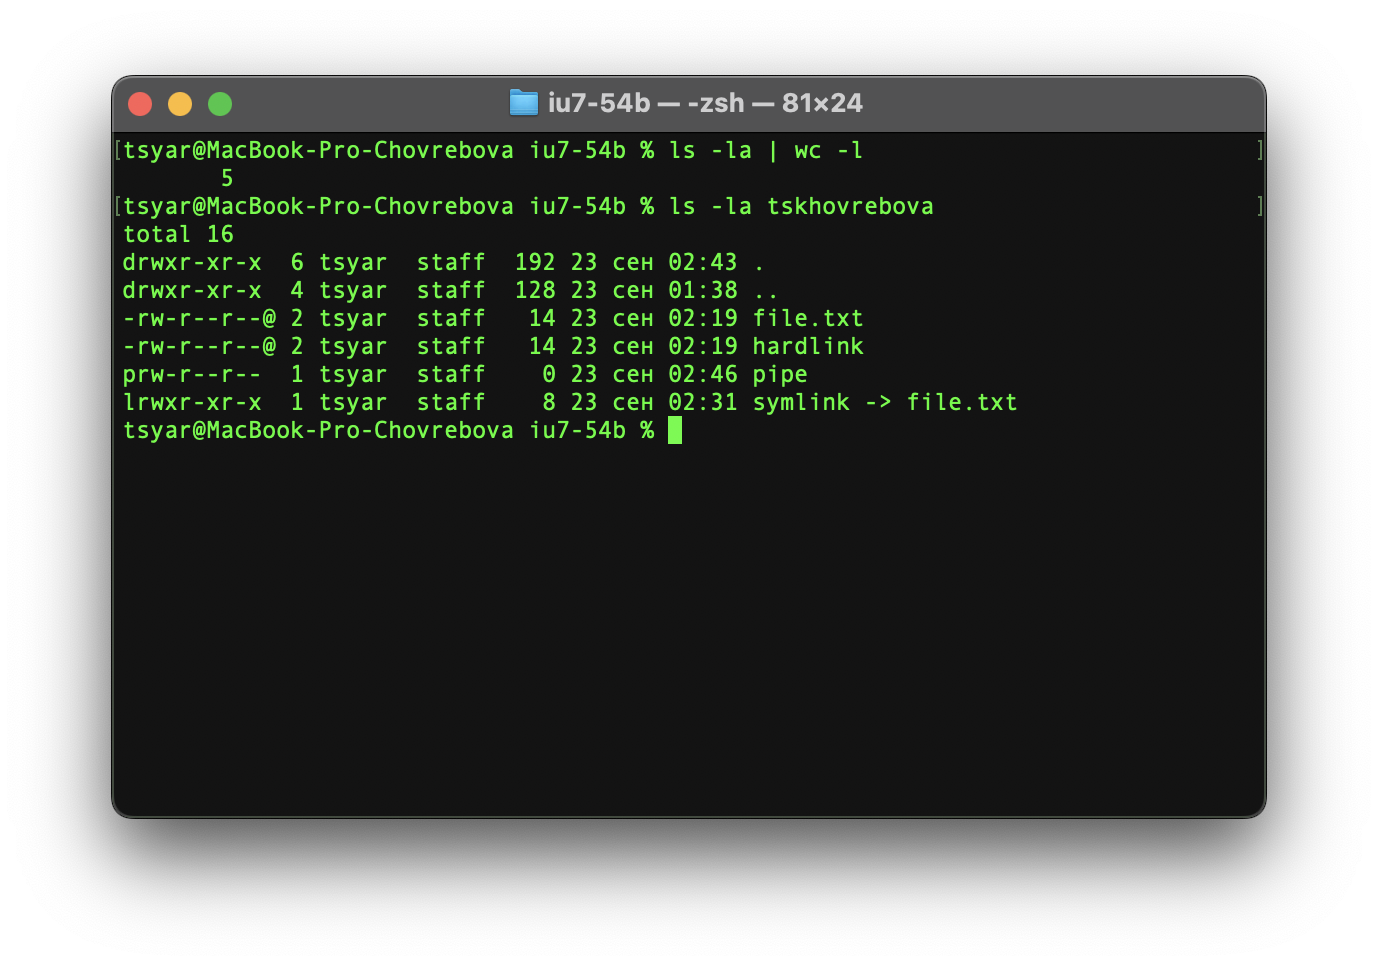 iu7-54b — -zsh — 81×24
[tsyar@MacBook-Pro-Chovrebova iu7-54b % ls -la | wc -l ]
5
[tsyar@MacBook-Pro-Chovrebova iu7-54b % ls -la tskhovrebova ]
total 16
drwxr-xr-x  6 tsyar  staff  192 23 сен 02:43 .
drwxr-xr-x  4 tsyar  staff  128 23 сен 01:38 ..
-rw-r--r--@ 2 tsyar  staff   14 23 сен 02:19 file.txt
-rw-r--r--@ 2 tsyar  staff   14 23 сен 02:19 hardlink
prw-r--r--  1 tsyar  staff    0 23 сен 02:46 pipe
lrwxr-xr-x  1 tsyar  staff    8 23 сен 02:31 symlink -> file.txt
tsyar@MacBook-Pro-Chovrebova iu7-54b %